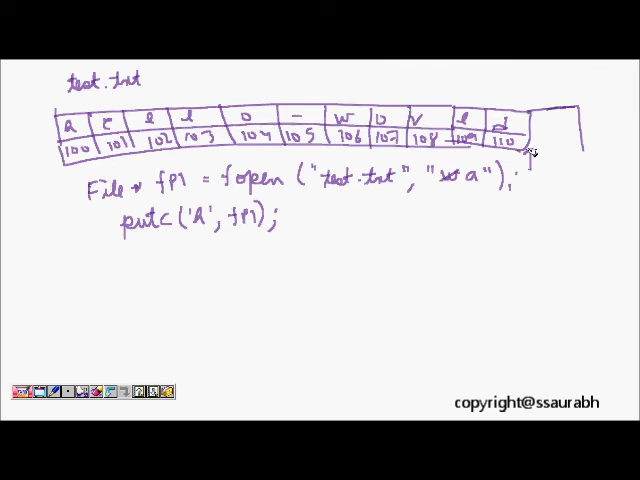 test.txt
a c l l o - w o r l d
100 101 102 103 104 105 106 107 108 109 110
File * fp1 = fopen ("test.txt", "a");
putc ('A', fp1);
copyright@ssaurabh